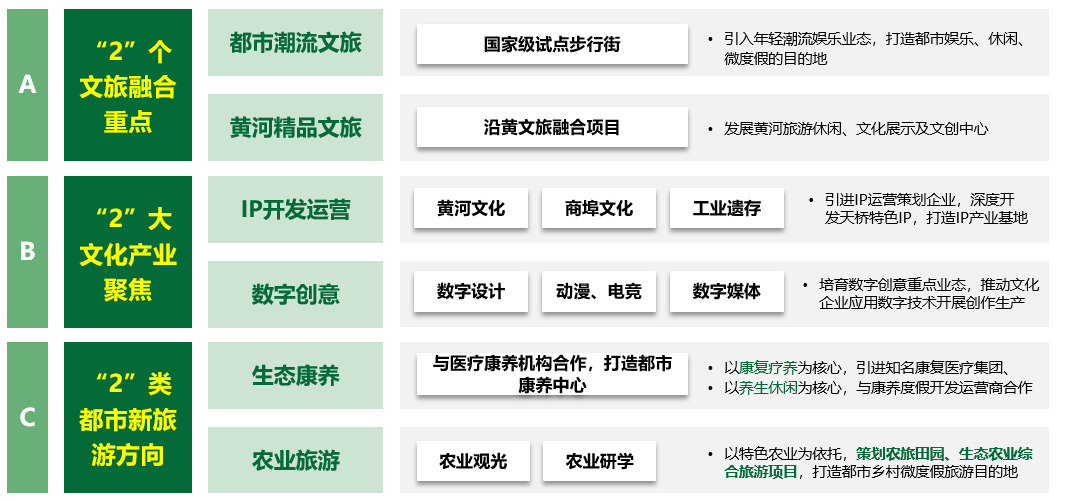 A
“2”个
文旅融合
重点
都市潮流文旅
国家级试点步行街
• 引入年轻潮流娱乐业态，打造都市娱乐、休闲、
微度假的目的地
黄河精品文旅
沿黄文旅融合项目
• 发展黄河旅游休闲、文化展示及文创中心
B
“2”大
文化产业
聚焦
IP开发运营
黄河文化
商埠文化
工业遗存
• 引进IP运营策划企业，深度开
发天桥特色IP，打造IP产业基地
数字创意
数字设计
动漫、电竞
数字媒体
• 培育数字创意重点业态，推动文化
企业应用数字技术开展创作生产
C
“2”类
都市新旅
游方向
生态康养
与医疗康养机构合作，打造都市
康养中心
• 以康复疗养为核心，引进知名康复医疗集团、
• 以养生休闲为核心，与康养度假开发运营商合作
农业旅游
农业观光
农业研学
• 以特色农业为依托，策划农旅田园、生态农业综
合旅游项目，打造都市乡村微度假旅游目的地